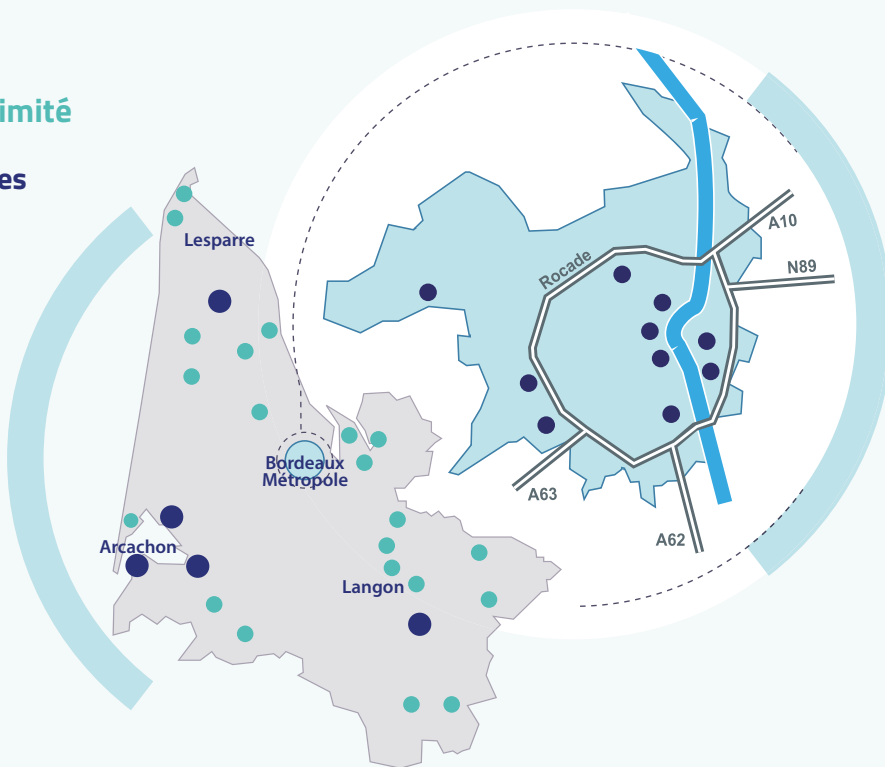 imité
es
Lesparre
A10
N89
Rocade
Bordeaux
Métropole
A63
A62
Arcachon
Langon